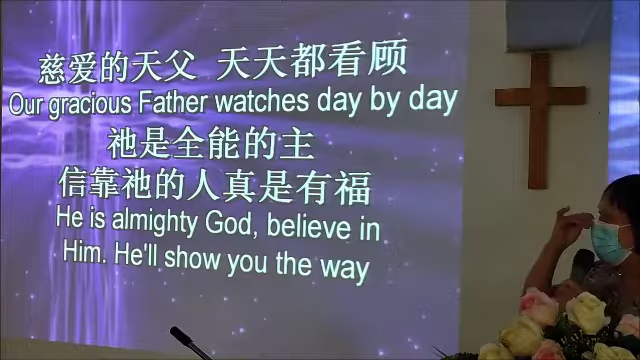 慈爱的天父 天天都看顾
Our gracious Father watches day by day
祂是全能的主
信靠祂的人真是有福
He is almighty God, believe in
Him. He'll show you the way